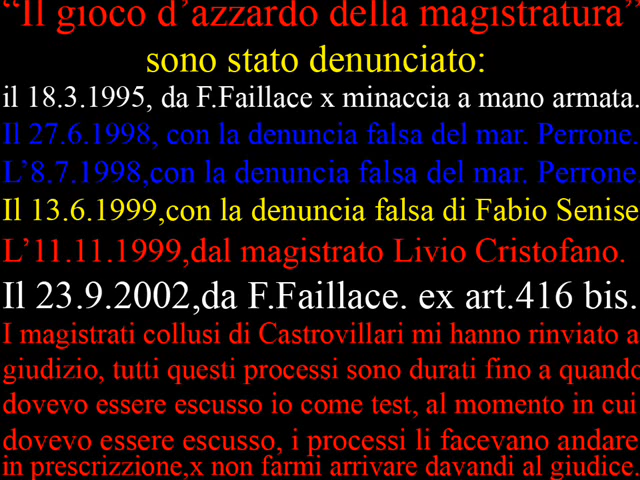 “Il gioco d’azzardo della magistratura”
sono stato denunciato:
il 18.3.1995, da F.Faillace x minaccia a mano armata.
Il 27.6.1998, con la denuncia falsa del mar. Perrone.
L’8.7.1998,con la denuncia falsa del mar. Perrone.
Il 13.6.1999,con la denuncia falsa di Fabio Senise
L’11.11.1999,dal magistrato Livio Cristofano.
Il 23.9.2002,da F.Faillace. ex art.416 bis.
I magistrati collusi di Castrovillari mi hanno rinviato a
giudizio, tutti questi processi sono durati fino a quando
dovevo essere escusso io come test, al momento in cui
dovevo essere escusso, i processi li facevano andare
in prescrizzione,x non farmi arrivare davandi al giudice.